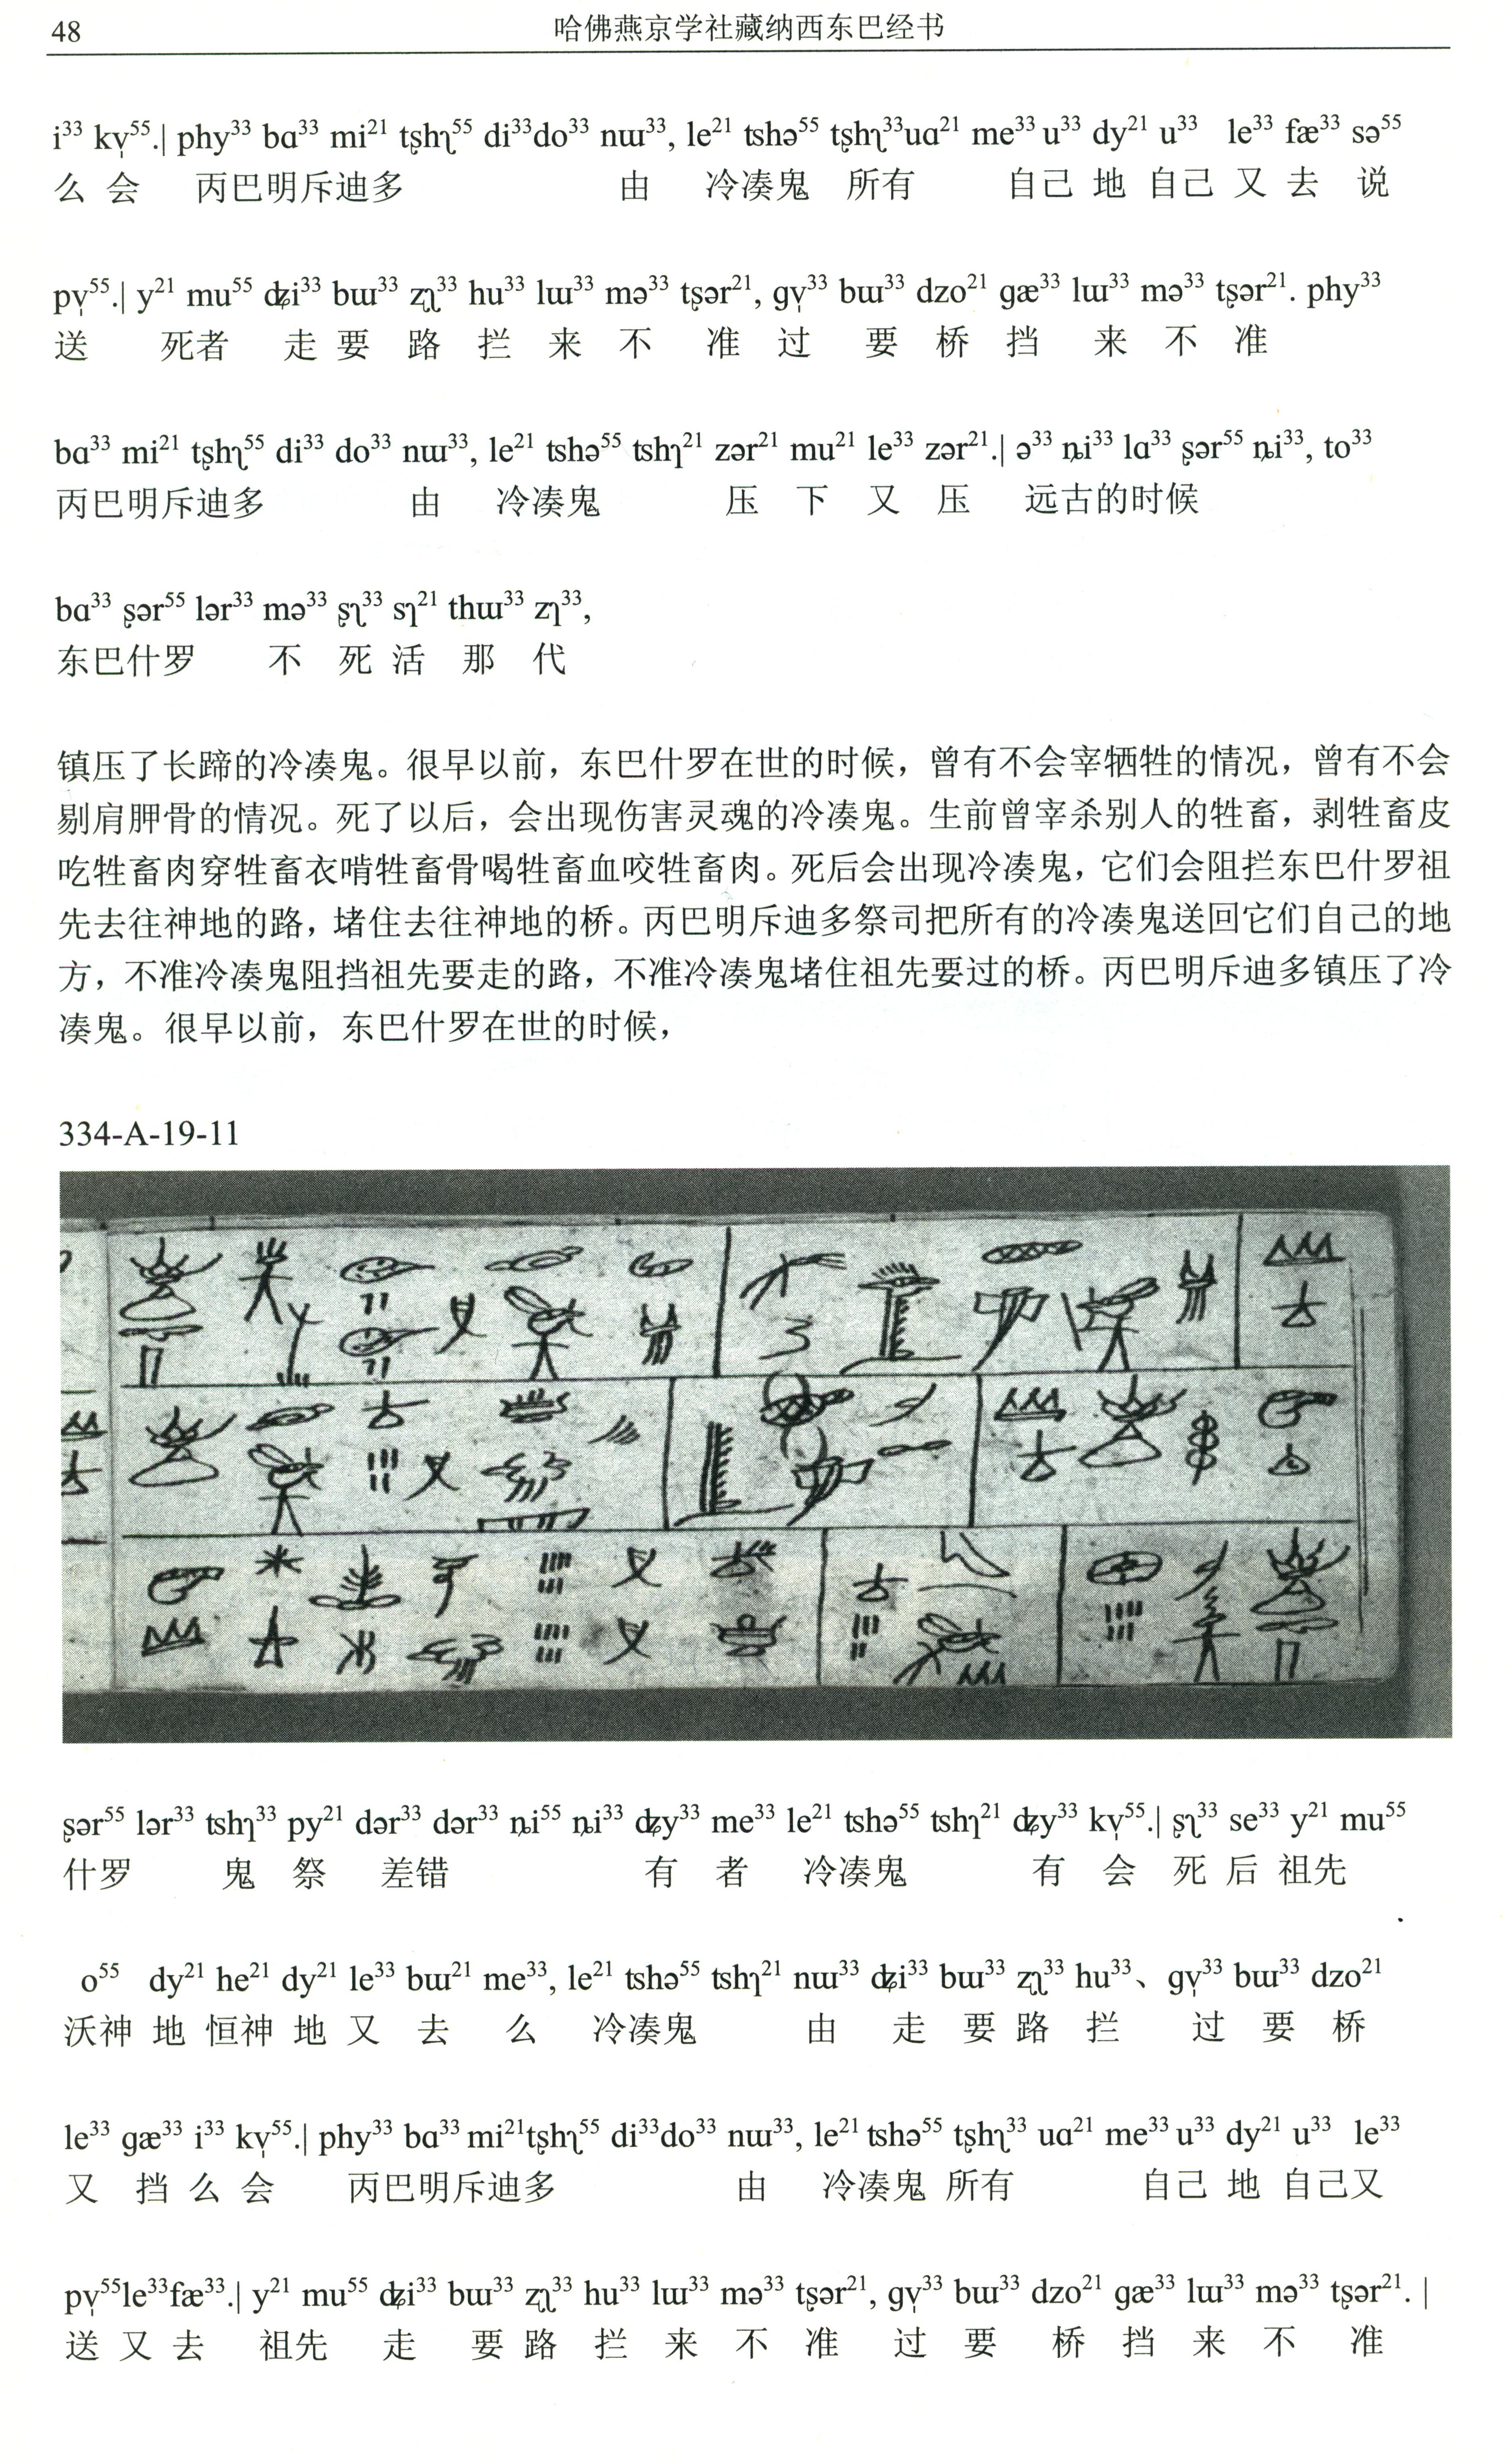 48
哈佛燕京学社藏纳西东巴经书
i³³ kv̩⁵⁵.| phy³³ bɑ³³ mi²¹ tʂhʅ⁵⁵ di³³do³³ nɯ³³, le²¹ tshə⁵⁵ tʂhʅ³³uɑ²¹ me³³ u³³ dy²¹ u³³ le³³ fæ³³ sə⁵⁵
么 会 丙巴明斥迪多 由 冷凑鬼 所有 自己 地 自己 又 去 说
pv̩⁵⁵.| y²¹ mu⁵⁵ ʥi³³ bɯ³³ ʐʅ³³ hu³³ lɯ³³ mə³³ tʂər²¹, gv̩³³ bɯ³³ dzo²¹ gæ³³ lɯ³³ mə³³ tʂər²¹. phy³³
送 死者 走 要 路 拦 来 不 准 过 要 桥 挡 来 不 准
bɑ³³ mi²¹ tʂhʅ⁵⁵ di³³ do³³ nɯ³³, le²¹ tshə⁵⁵ tshʅ²¹ zər²¹ mu²¹ le³³ zər²¹.| ə³³ ȵi³³ lɑ³³ ʂər⁵⁵ ȵi³³, to³³
丙巴明斥迪多 由 冷凑鬼 压 下 又 压 远古的时候
bɑ³³ ʂər⁵⁵ lər³³ mə³³ ʂʅ³³ sʅ²¹ thɯ³³ zʅ³³,
东巴什罗 不 死 活 那 代
镇压了长蹄的冷凑鬼。很早以前，东巴什罗在世的时候，曾有不会宰牺牲的情况，曾有不会
剔肩胛骨的情况。死了以后，会出现伤害灵魂的冷凑鬼。生前曾宰杀别人的牲畜，剥牲畜皮
吃牲畜肉穿牲畜衣啃牲畜骨喝牲畜血咬牲畜肉。死后会出现冷凑鬼，它们会阻拦东巴什罗祖
先去往神地的路，堵住去往神地的桥。丙巴明斥迪多祭司把所有的冷凑鬼送回它们自己的地
方，不准冷凑鬼阻挡祖先要走的路，不准冷凑鬼堵住祖先要过的桥。丙巴明斥迪多镇压了冷
凑鬼。很早以前，东巴什罗在世的时候，
334-A-19-11
ʂər⁵⁵ lər³³ tshʅ³³ py²¹ dər³³ dər³³ ȵi⁵⁵ ȵi³³ ʥy³³ me³³ le²¹ tshə⁵⁵ tshʅ²¹ ʥy³³ kv̩⁵⁵.| ʂʅ³³ se³³ y²¹ mu⁵⁵
什罗 鬼 祭 差错 有 者 冷凑鬼 有 会 死 后 祖先
o⁵⁵ dy²¹ he²¹ dy²¹ le³³ bɯ²¹ me³³, le²¹ tshə⁵⁵ tshʅ²¹ nɯ³³ ʥi³³ bɯ³³ ʐʅ³³ hu³³、gv̩³³ bɯ³³ dzo²¹
沃神 地 恒神 地 又 去 么 冷凑鬼 由 走 要 路 拦 过 要 桥
le³³ gæ³³ i³³ kv̩⁵⁵.| phy³³ bɑ³³ mi²¹tʂhʅ⁵⁵ di³³do³³ nɯ³³, le²¹ tshə⁵⁵ tʂhʅ³³ uɑ²¹ me³³ u³³ dy²¹ u³³ le³³
又 挡 么 会 丙巴明斥迪多 由 冷凑鬼 所有 自己 地 自己又
pv̩⁵⁵le³³fæ³³.| y²¹ mu⁵⁵ ʥi³³ bɯ³³ ʐʅ³³ hu³³ lɯ³³ mə³³ tʂər²¹, gv̩³³ bɯ³³ dzo²¹ gæ³³ lɯ³³ mə³³ tʂər²¹. |
送 又 去 祖先 走 要 路 拦 来 不 准 过 要 桥 挡 来 不 准